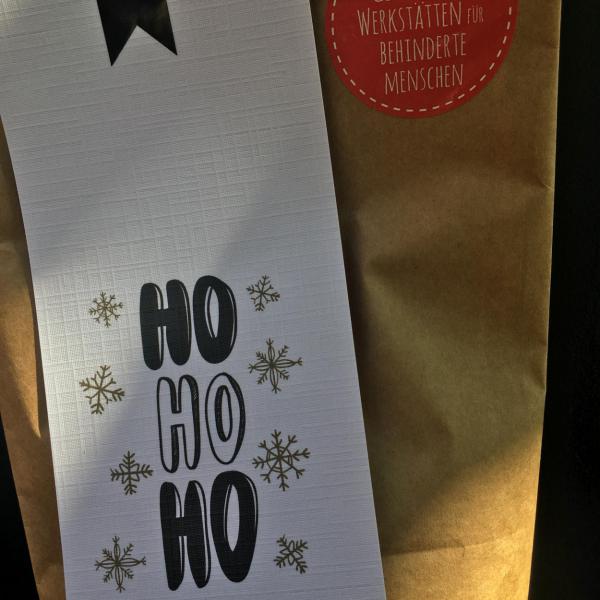 WERKSTÄTTEN FÜR
BEHINDERTE
MENSCHEN
HO
HO
HO